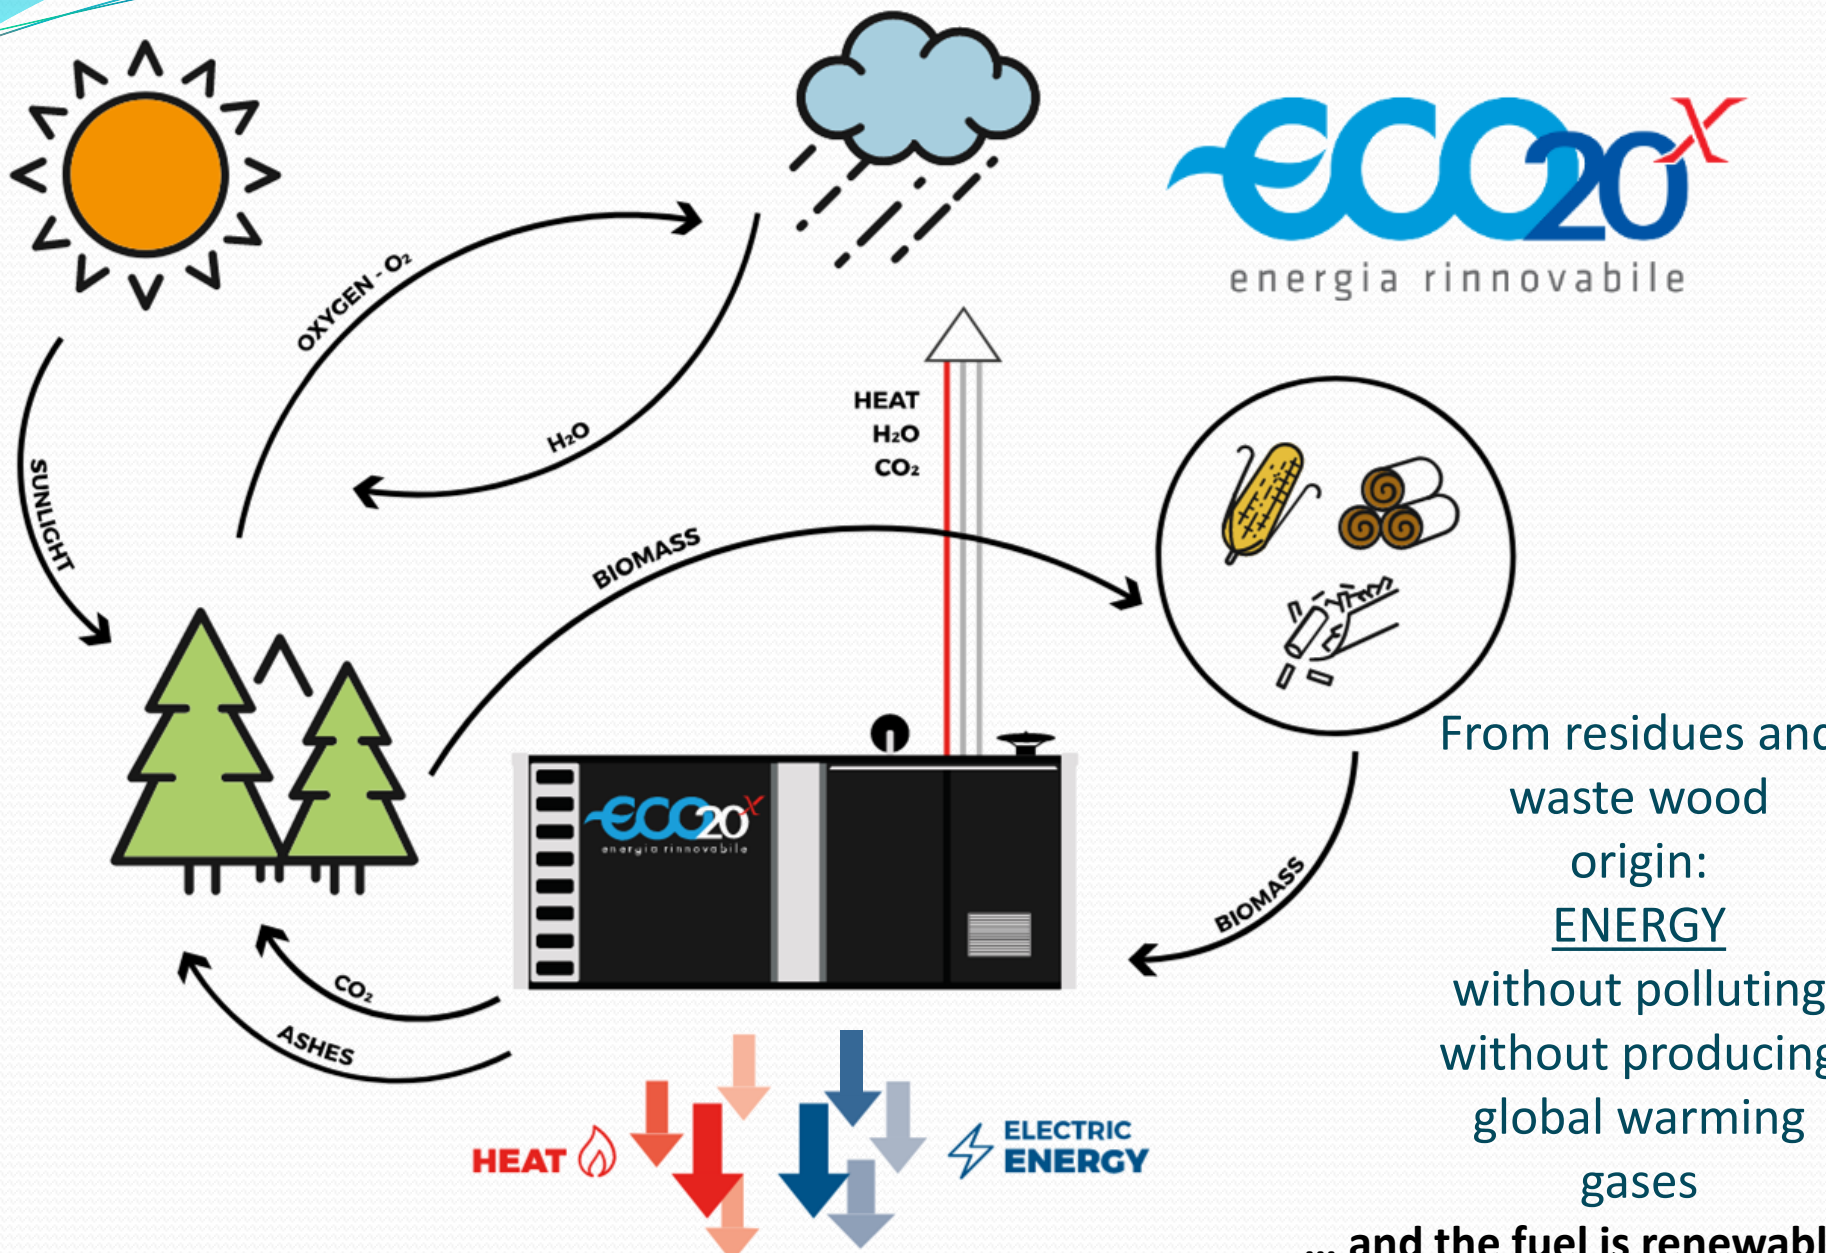 ECO20X
energia rinnovabile
OXYGEN - O₂
H₂O
SUNLIGHT
HEAT
H₂O
CO₂
BIOMASS
ECO20X
energia rinnovabile
BIOMASS
CO₂
ASHES
HEAT
ELECTRIC
ENERGY
From residues and
waste wood
origin:
ENERGY
without polluting
without producing
global warming
gases
... and the fuel is renewabl